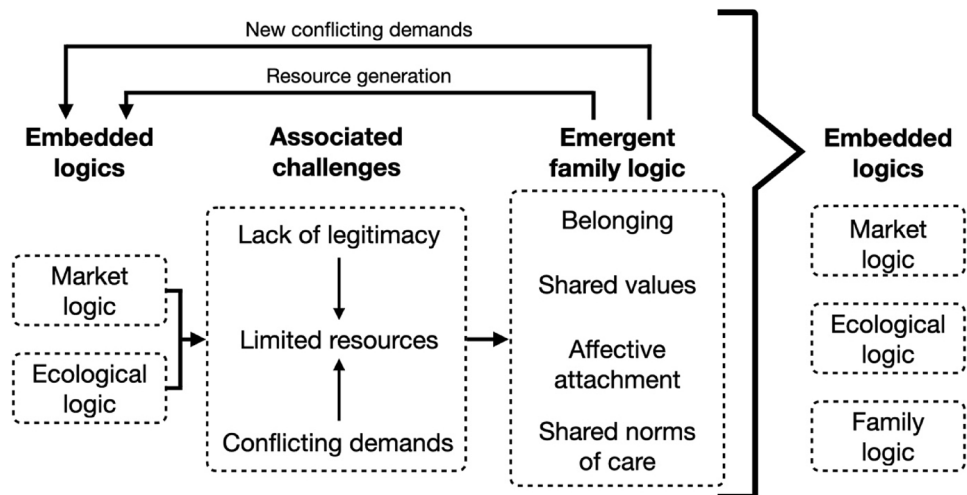 New conflicting demands
Resource generation
Embedded
logics
Associated
challenges
Emergent
family logic
Embedded
logics
Market
logic
Ecological
logic
Lack of legitimacy
Limited resources
Conflicting demands
Belonging
Shared values
Affective
attachment
Shared norms
of care
Market
logic
Ecological
logic
Family
logic